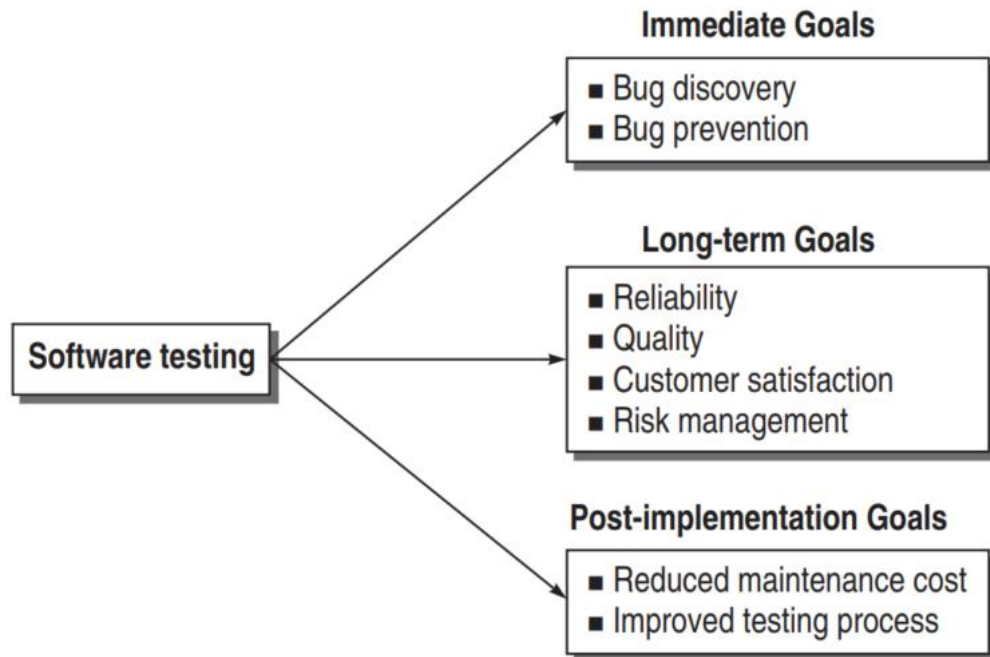 Immediate Goals
■ Bug discovery
■ Bug prevention
Long-term Goals
■ Reliability
■ Quality
■ Customer satisfaction
■ Risk management
Software testing
Post-implementation Goals
■ Reduced maintenance cost
■ Improved testing process